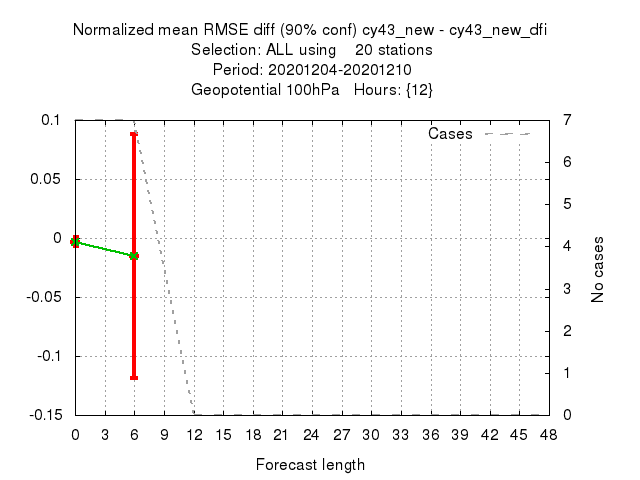 Normalized mean RMSE diff (90% conf) cy43_new - cy43_new_dfi
Selection: ALL using 20 stations
Period: 20201204-20201210
Geopotential 100hPa Hours: {12}
Cases
0.1
0.05
0
-0.05
-0.1
-0.15
7
6
5
4
3
2
1
0
No cases
0 3 6 9 12 15 18 21 24 27 30 33 36 39 42 45 48
Forecast length